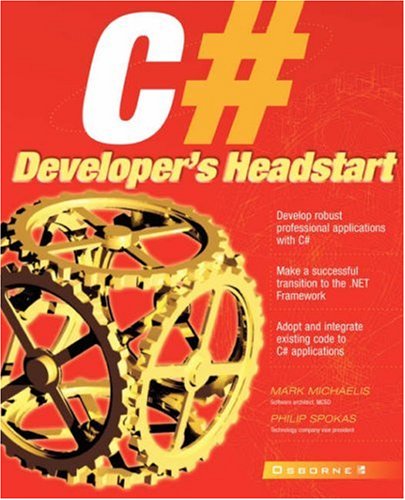 C#
Developer's Headstart
Develop robust
professional applications
with C#
Make a successful
transition to the .NET
Framework
Adopt and integrate
existing code to
C# applications
MARK MICHAELIS
Software architect, MCSD
PHILIP SPOKAS
Technology company vice president
OSBORNE